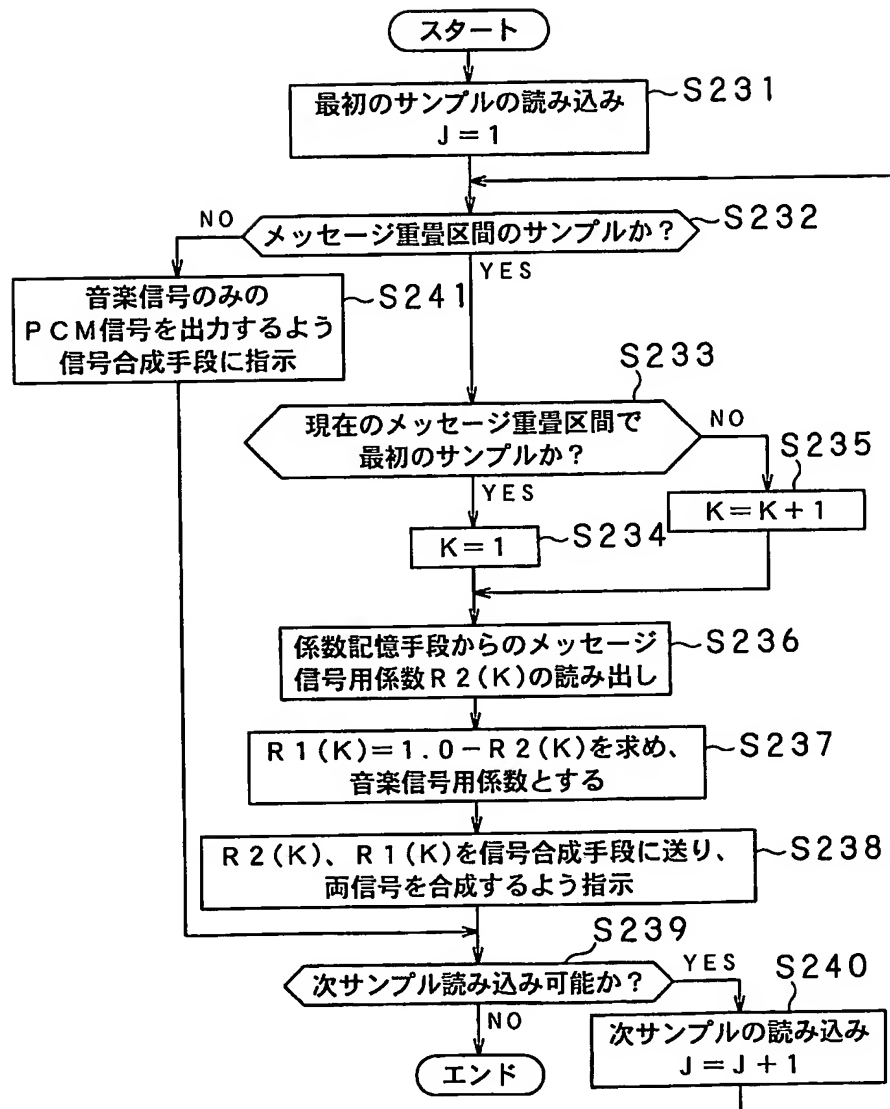 スタート
最初のサンプルの読み込み
J=1
S231
メッセージ重畳区間のサンプルか?
S232
NO
YES
音楽信号のみの
PCM信号を出力するよう
信号合成手段に指示
S241
現在のメッセージ重畳区間で
最初のサンプルか?
S233
NO
YES
K=1
S234
K=K+1
S235
係数記憶手段からのメッセージ
信号用係数R2(K)の読み出し
S236
R1(K)=1.0-R2(K)を求め、
音楽信号用係数とする
S237
R2(K)、R1(K)を信号合成手段に送り、
両信号を合成するよう指示
S238
次サンプル読み込み可能か?
S239
YES
NO
次サンプルの読み込み
J=J+1
S240
エンド